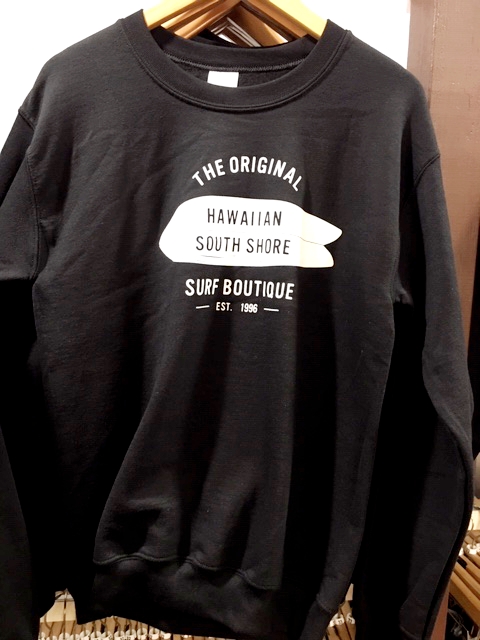 THE ORIGINAL
HAWAIIAN
SOUTH SHORE
SURF BOUTIQUE
— EST. 1996 —